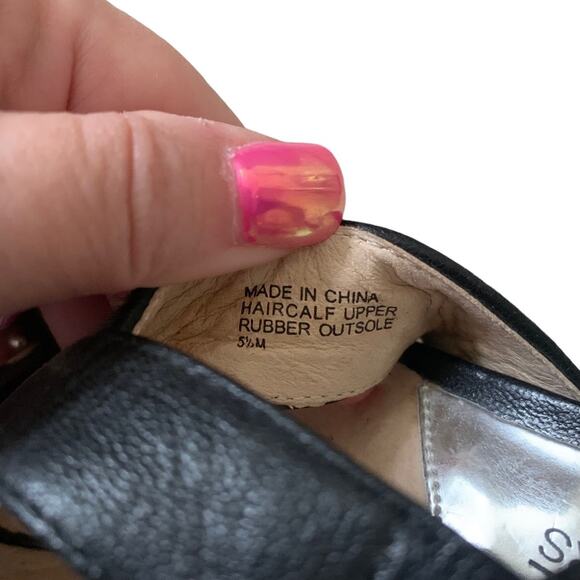 MADE IN CHINA
HAIRCALF UPPER
RUBBER OUTSOLE
5½M